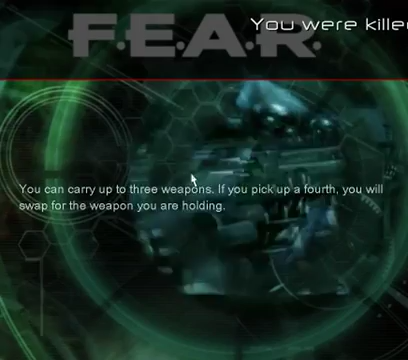 F.E.A.R.
You were kille
You can carry up to three weapons. If you pick up a fourth, you will
swap for the weapon you are holding.